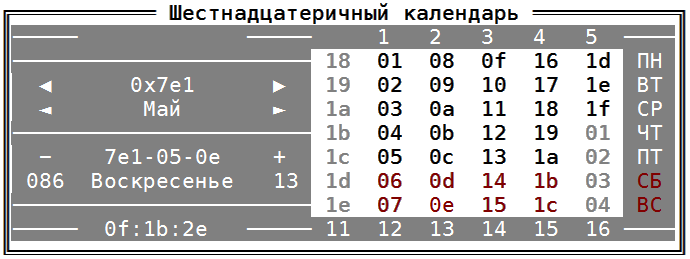 Шестнадцатеричный календарь
1 2 3 4 5
18 01 08 0f 16 1d ПН
◄ 0x7e1 ► 19 02 09 10 17 1e ВТ
◄ Май ► 1a 03 0a 11 18 1f СР
1b 04 0b 12 19 01 ЧТ
− 7e1-05-0e + 1c 05 0c 13 1a 02 ПТ
086 Воскресенье 13 1d 06 0d 14 1b 03 СБ
1e 07 0e 15 1c 04 ВС
0f:1b:2e 11 12 13 14 15 16